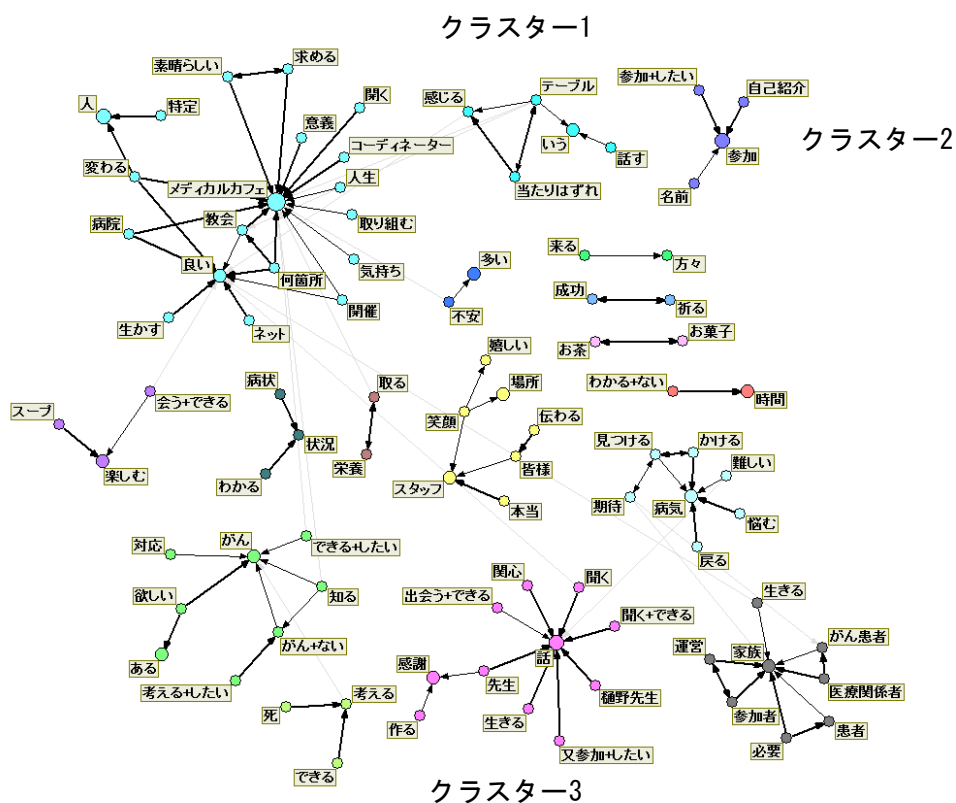 クラスター1
素晴らしい
求める
人
特定
開く
意義
コーディネーター
変わる
メディカルカフェ
人生
病院
教会
取り組む
良い
何箇所
気持ち
開催
生かす
ネット
感じる
テーブル
いう
話す
当たりはずれ
参加+したい
自己紹介
クラスター2
参加
名前
多い
不安
来る
方々
成功
祈る
お茶
お菓子
わかる+ない
時間
スープ
会う+できる
楽しむ
病状
状況
わかる
取る
栄養
嬉しい
場所
笑顔
伝わる
皆様
スタッフ
本当
見つける
かける
難しい
期待
病気
悩む
戻る
対応
がん
できる+したい
欲しい
知る
ある
がん+ない
考える+したい
死
考える
できる
関心
聞く
出会う+できる
聞く+できる
話
感謝
先生
樋野先生
作る
生きる
又参加+したい
生きる
運営
家族
がん患者
医療関係者
参加者
患者
必要
クラスター3